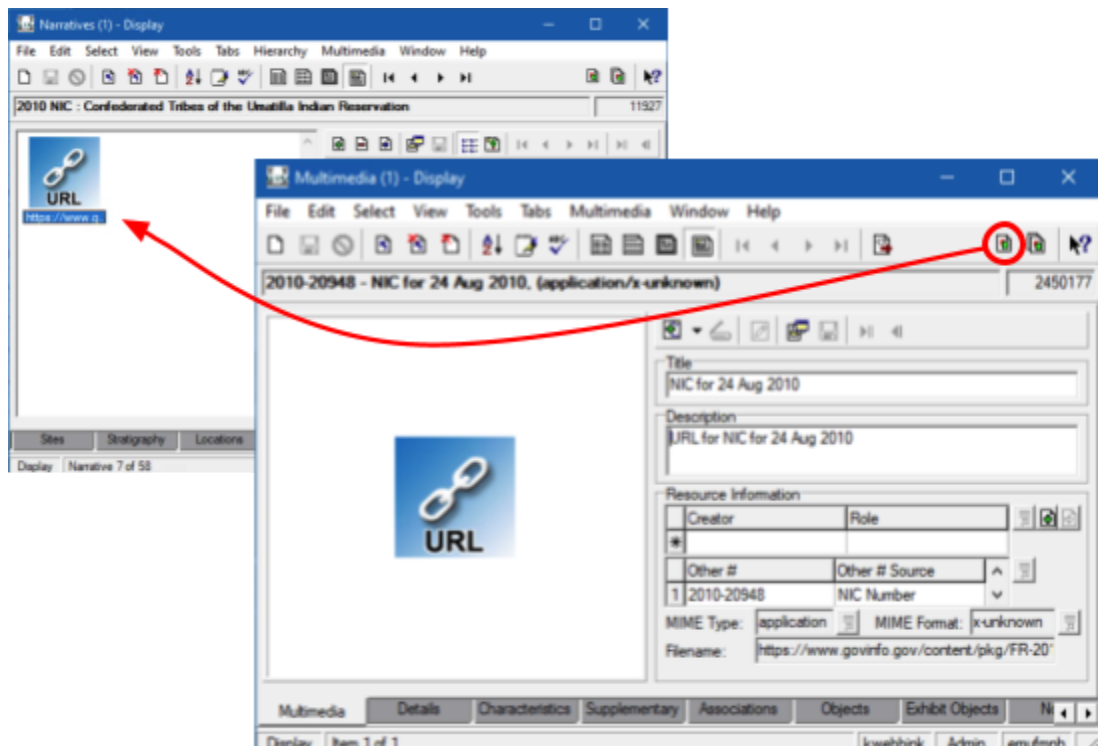 Narratives (1) - Display
File Edit Select View Tools Tabs Hierarchy Multimedia Window Help
2010 NIC : Confederated Tribes of the Umatilla Indian Reservation 11927
URL
https://www.g..
Sites Stratigraphy Locations
Display Narrative 7 of 58
Multimedia (1) - Display
File Edit Select View Tools Tabs Multimedia Window Help
2010-20948 - NIC for 24 Aug 2010, (application/x-unknown) 2450177
URL
Title
NIC for 24 Aug 2010
Description
URL for NIC for 24 Aug 2010
Resource Information
Creator Role
Other # Other # Source
1 2010-20948 NIC Number
MIME Type: application MIME Format: x-unknown
Filename: https://www.govinfo.gov/content/pkg/FR-201
Multimedia Details Characteristics Supplementary Associations Objects Exhibit Objects
Display Item 1 of 1 kwebbink Admin emufmnh